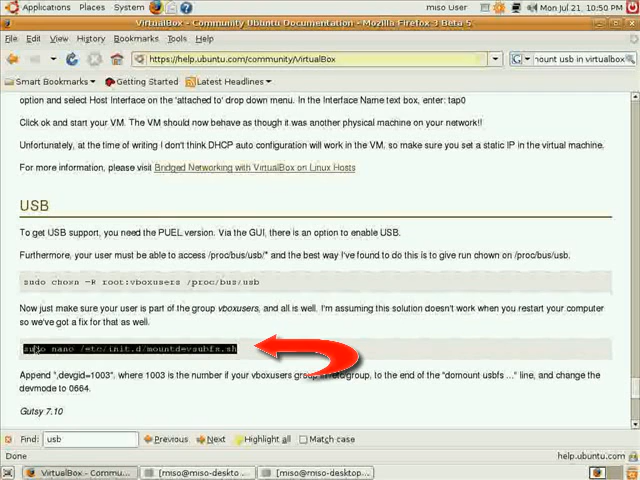 Applications Places System miso User Mon Jul 21, 10:50 PM
VirtualBox - Community Ubuntu Documentation - Mozilla Firefox 3 Beta 5
File Edit View History Bookmarks Tools Help
https://help.ubuntu.com/community/VirtualBox mount usb in virtualbox
Smart Bookmarks Getting Started Latest Headlines
option and select Host Interface on the 'attached to' drop down menu. In the Interface Name text box, enter: tap0
Click ok and start your VM. The VM should now behave as though it was another physical machine on your network!!
Unfortunately, at the time of writing I don't think DHCP auto configuration will work in the VM, so make sure you set a static IP in the virtual machine.
For more information, please visit Bridged Networking with VirtualBox on Linux Hosts
USB
To get USB support, you need the PUEL version. Via the GUI, there is an option to enable USB.
Furthermore, your user must be able to access /proc/bus/usb/* and the best way I've found to do this is to give run chown on /proc/bus/usb.
sudo chown -R root:vboxusers /proc/bus/usb
Now just make sure your user is part of the group vboxusers, and all is well. I'm assuming this solution doesn't work when you restart your computer
so we've got a fix for that as well.
sudo nano /etc/init.d/mountdevsubfs.sh
Append ",devgid=1003", where 1003 is the number if your vboxusers group in /etc/group, to the end of the "domount usbfs ..." line, and change the
devmode to 0664.
Gutsy 7.10
Find: usb Previous Next Highlight all Match case
Done help.ubuntu.com
VirtualBox - Commu... [miso@miso-deskto... [miso@miso-desktop...